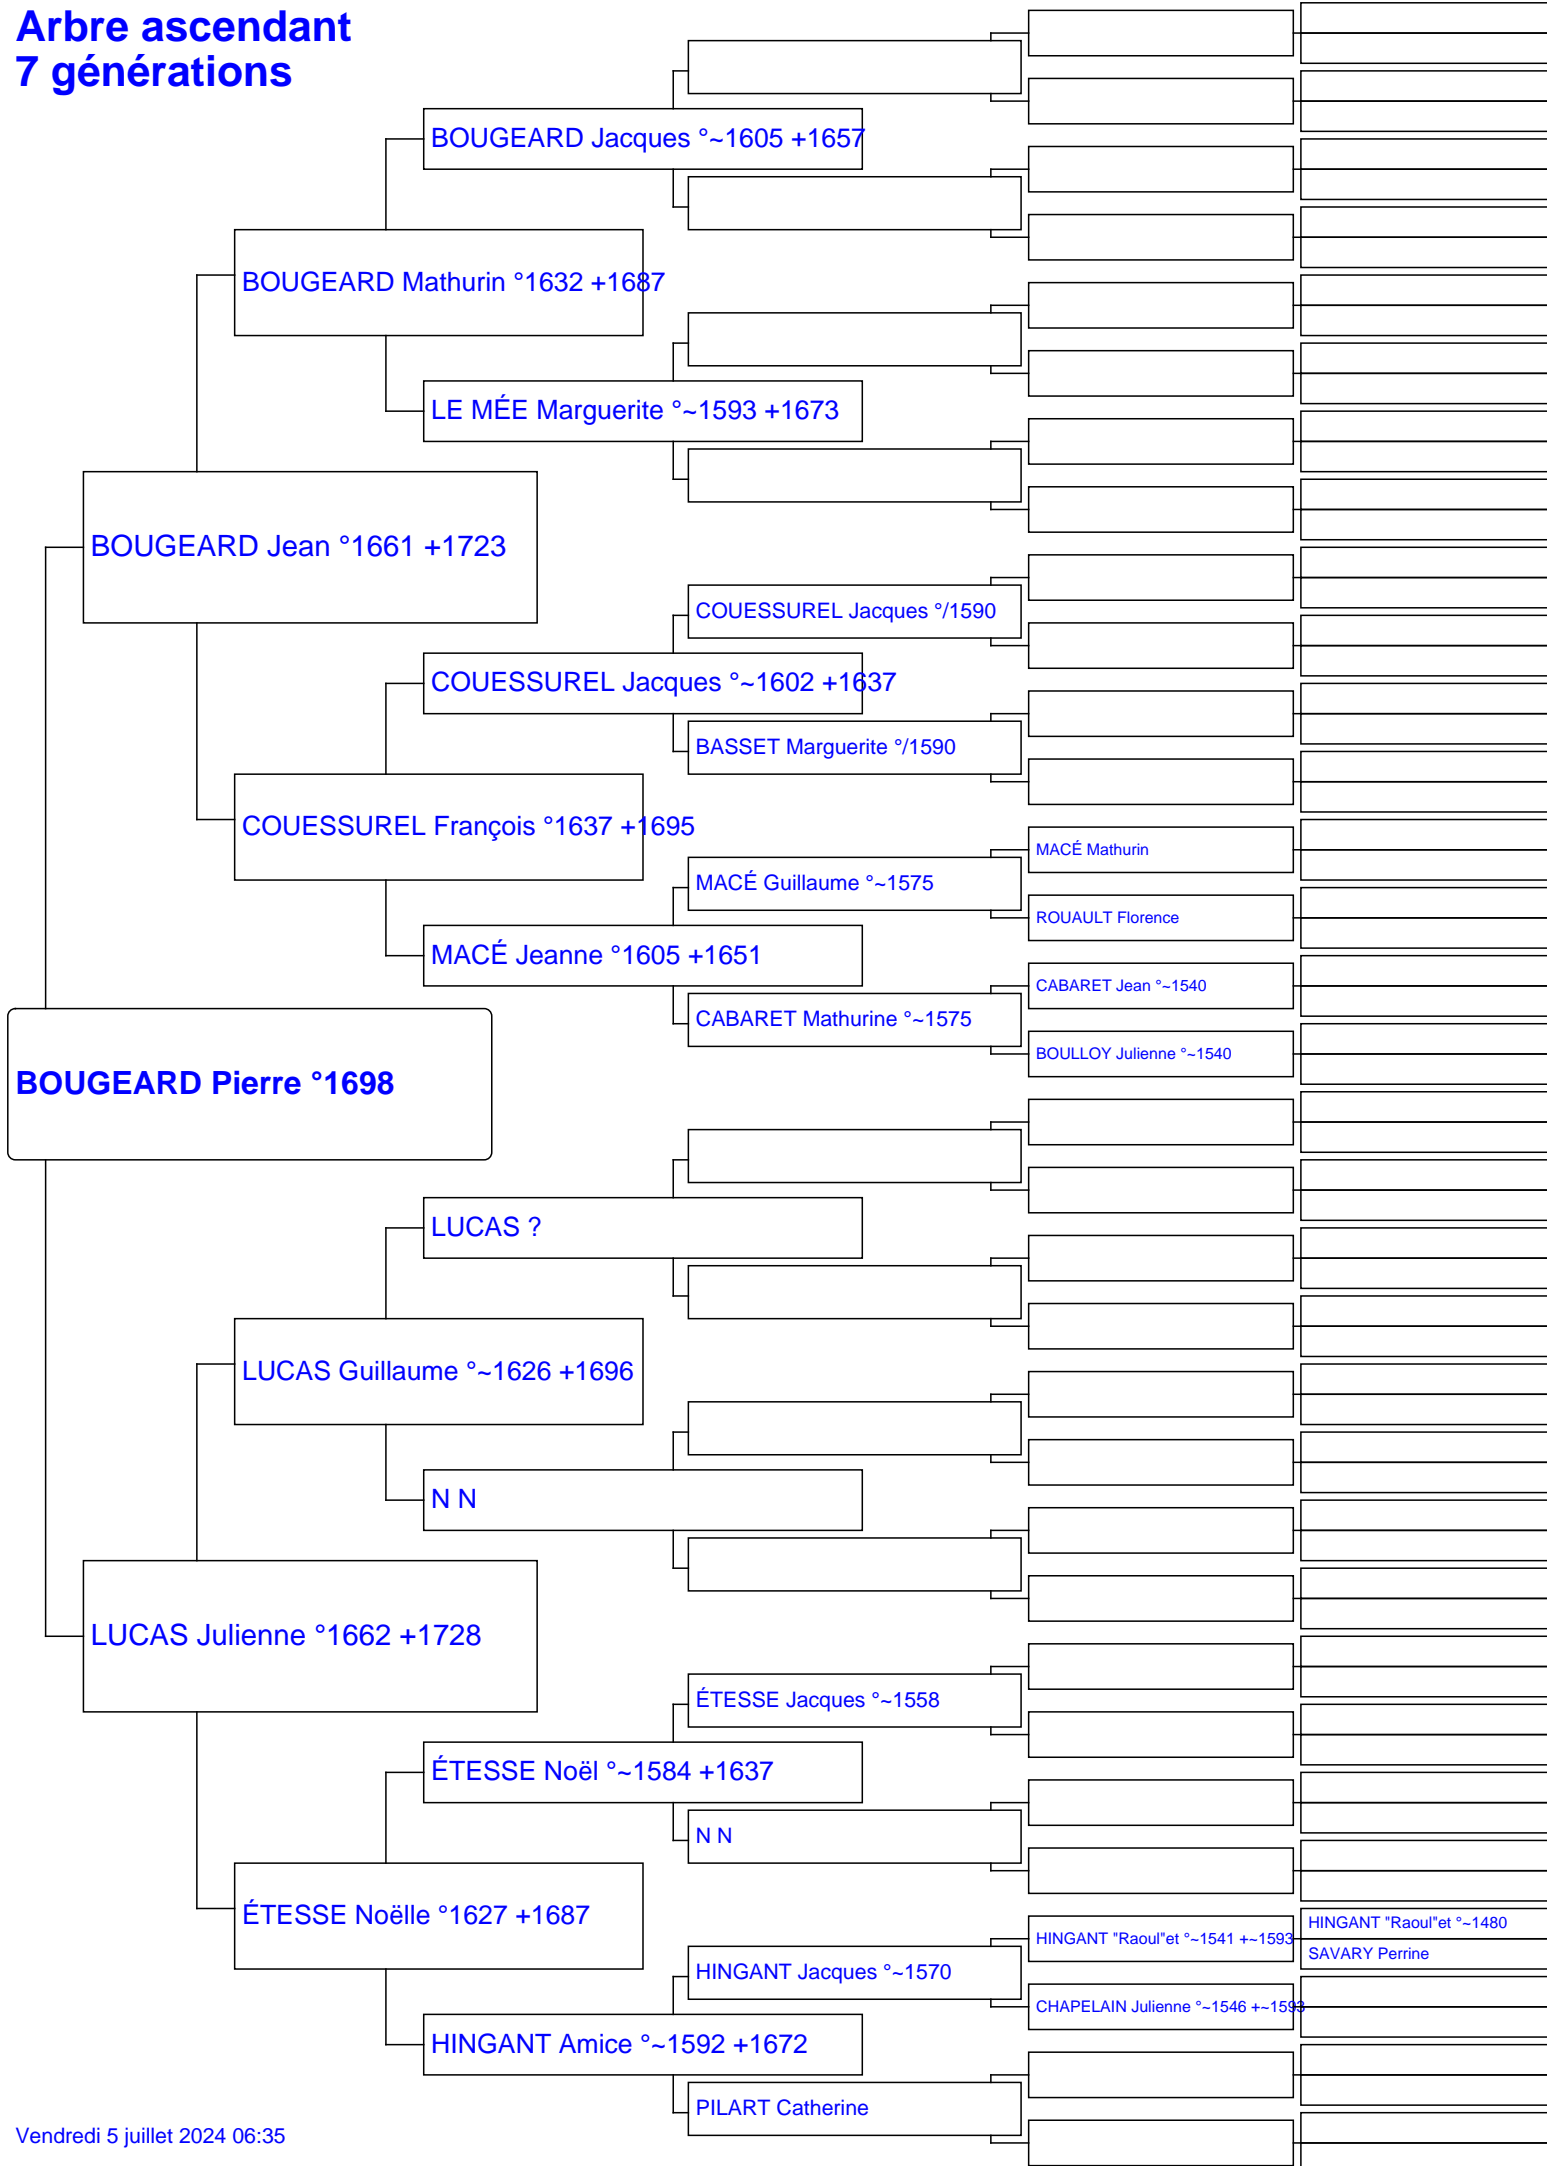 Arbre ascendant
7 générations
BOUGEARD Jacques °~1605 +1657
BOUGEARD Mathurin °1632 +1687
LE MÉE Marguerite °~1593 +1673
BOUGEARD Jean °1661 +1723
COUESSUREL Jacques °/1590
COUESSUREL Jacques °~1602 +1637
BASSET Marguerite °/1590
COUESSUREL François °1637 +1695
MACÉ Mathurin
MACÉ Guillaume °~1575
ROUAULT Florence
MACÉ Jeanne °1605 +1651
CABARET Jean °~1540
CABARET Mathurine °~1575
BOULLOY Julienne °~1540
BOUGEARD Pierre °1698
LUCAS ?
LUCAS Guillaume °~1626 +1696
N N
LUCAS Julienne °1662 +1728
ÉTESSE Jacques °~1558
ÉTESSE Noël °~1584 +1637
N N
ÉTESSE Noëlle °1627 +1687
HINGANT "Raoul"et °~1480
HINGANT "Raoul"et °~1541 +~1593
SAVARY Perrine
HINGANT Jacques °~1570
CHAPELAIN Julienne °~1546 +~1593
HINGANT Amice °~1592 +1672
PILART Catherine
Vendredi 5 juillet 2024 06:35